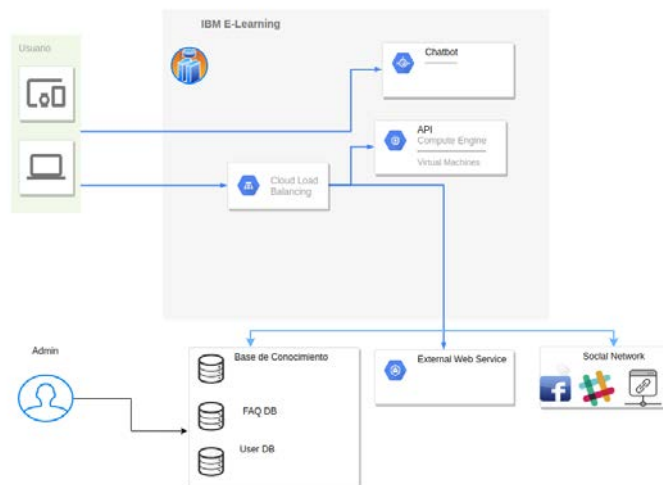 IBM E-Learning
Usuario
Chatbot
API
Compute Engine
Virtual Machines
Cloud Load
Balancing
Admin
Base de Conocimiento
FAQ DB
User DB
External Web Service
Social Network